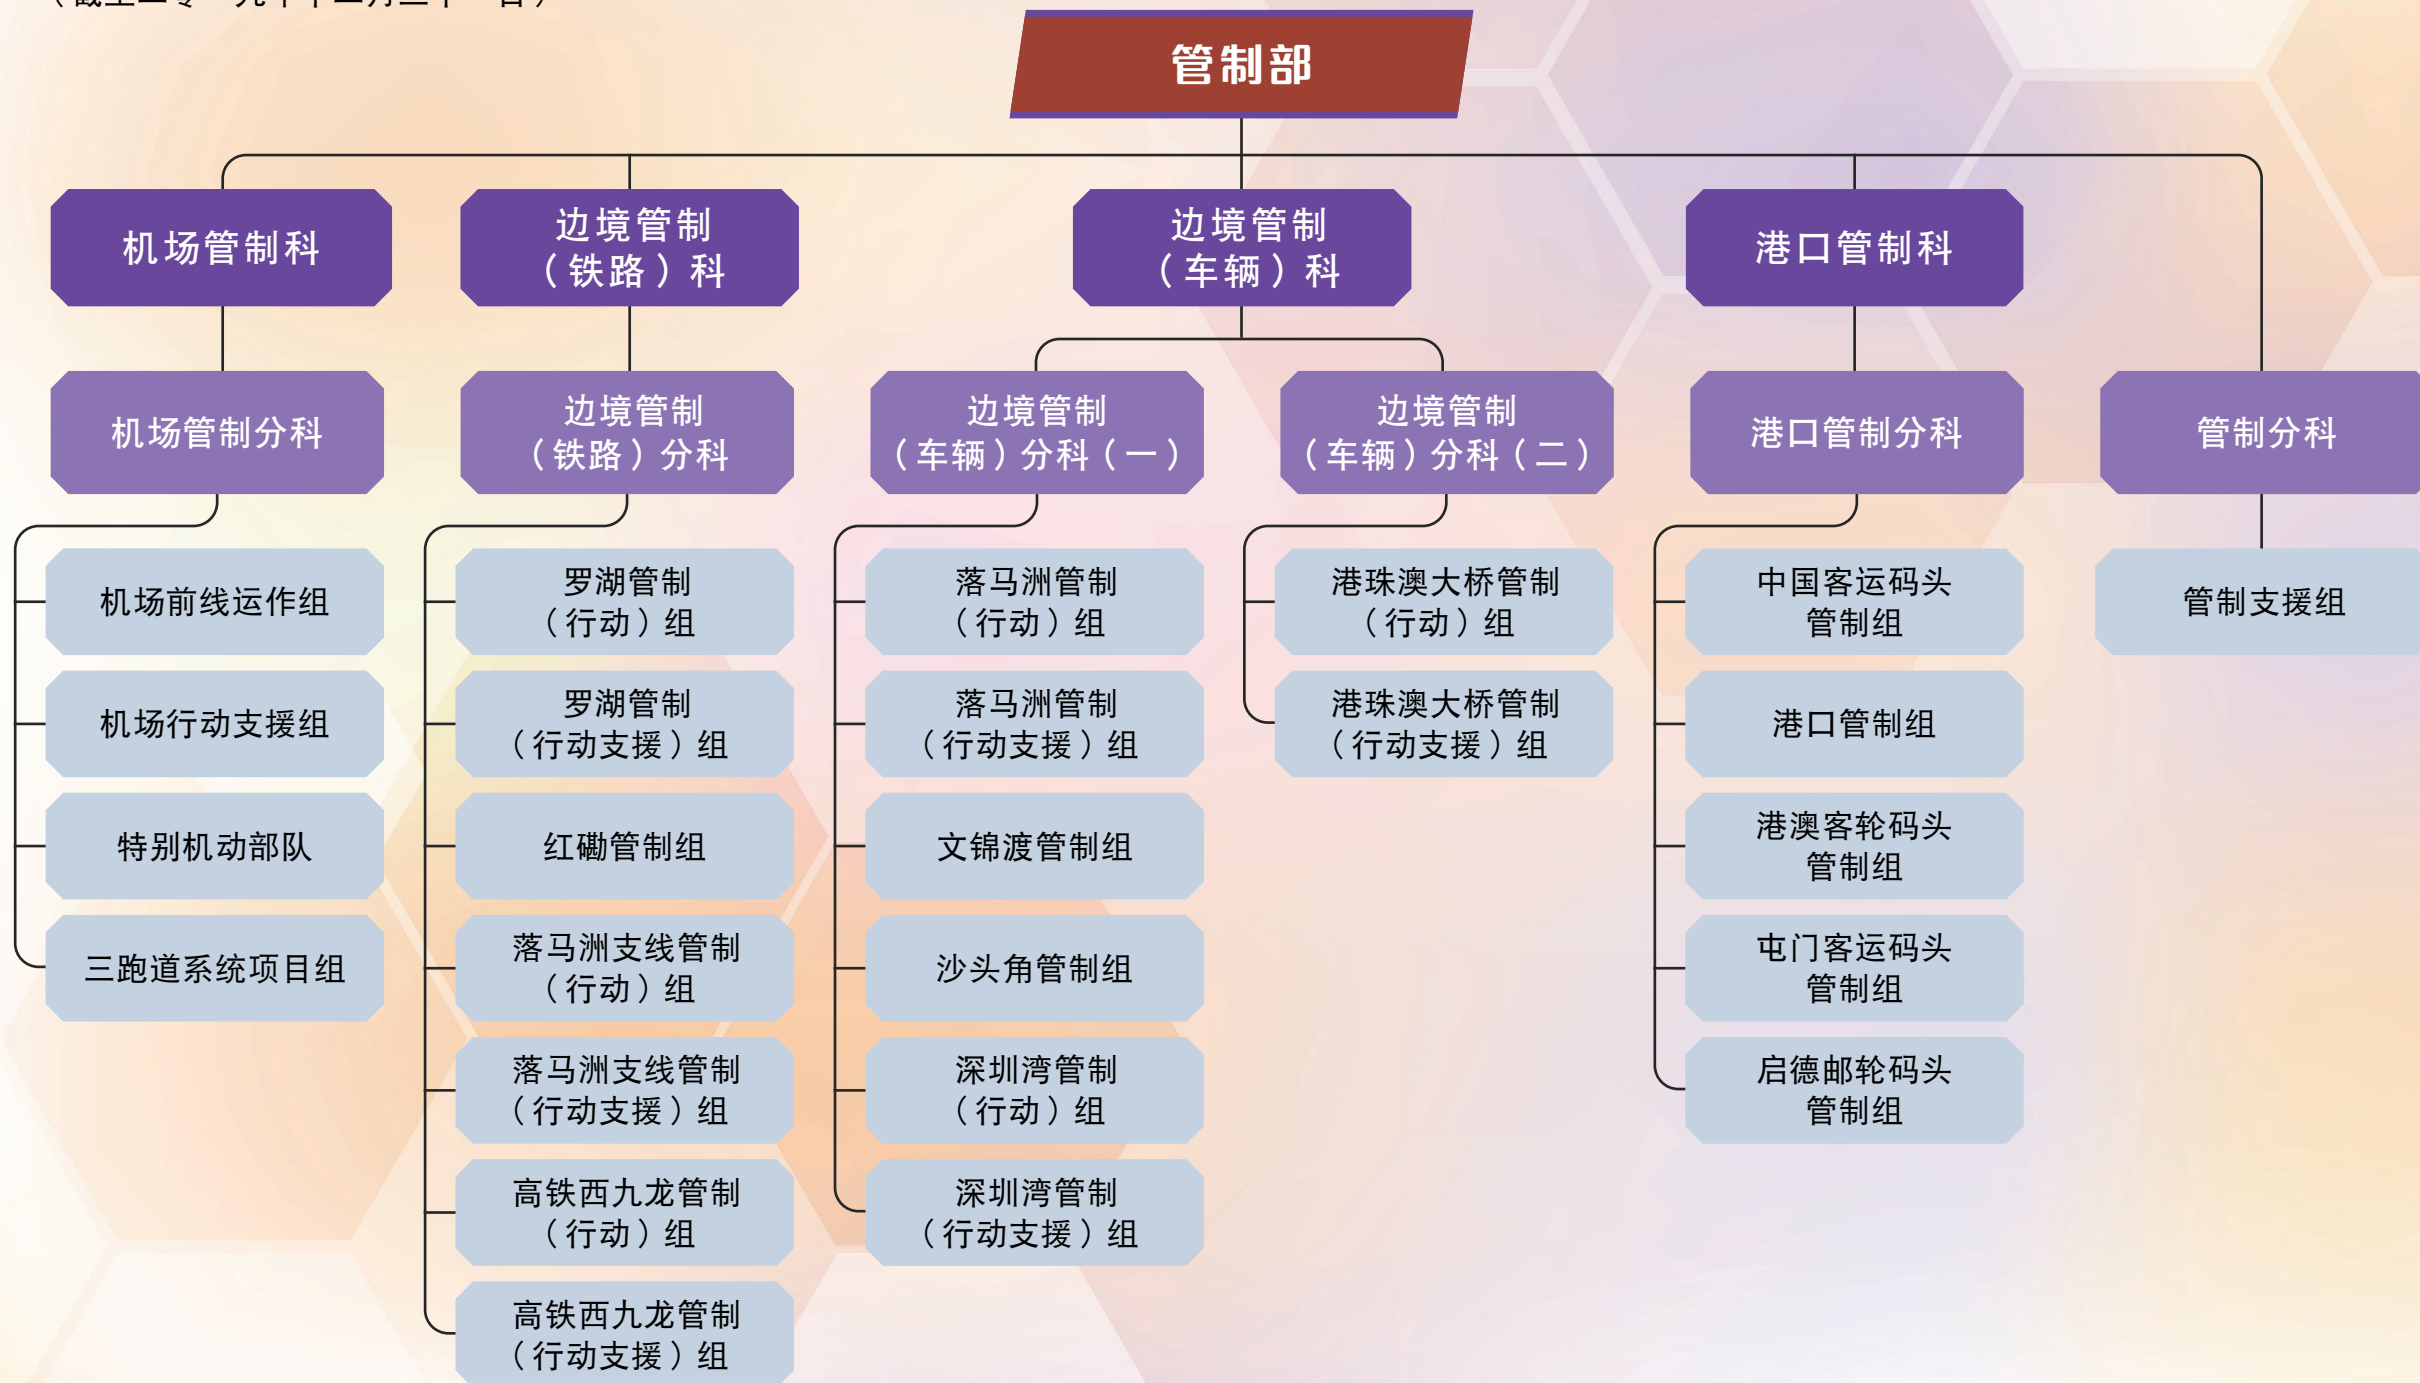 管制部
机场管制科
边境管制
（铁路）科
边境管制
（车辆）科
港口管制科
机场管制分科
边境管制
（铁路）分科
边境管制
（车辆）分科（一）
边境管制
（车辆）分科（二）
港口管制分科
管制分科
机场前线运作组
机场行动支援组
特别机动部队
三跑道系统项目组
罗湖管制
（行动）组
罗湖管制
（行动支援）组
红磡管制组
落马洲支线管制
（行动）组
落马洲支线管制
（行动支援）组
高铁西九龙管制
（行动）组
高铁西九龙管制
（行动支援）组
落马洲管制
（行动）组
落马洲管制
（行动支援）组
文锦渡管制组
沙头角管制组
深圳湾管制
（行动）组
深圳湾管制
（行动支援）组
港珠澳大桥管制
（行动）组
港珠澳大桥管制
（行动支援）组
中国客运码头
管制组
港口管制组
港澳客轮码头
管制组
屯门客运码头
管制组
启德邮轮码头
管制组
管制支援组